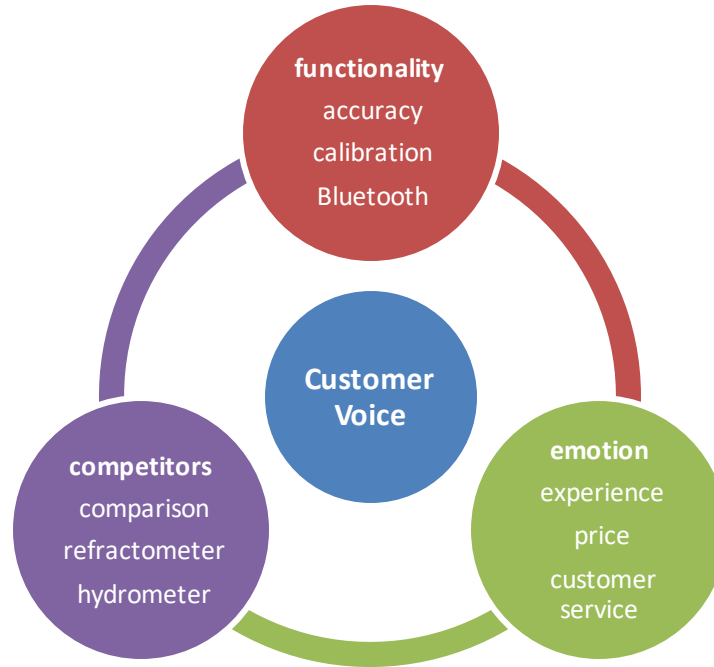 functionality
accuracy
calibration
Bluetooth
Customer
Voice
competitors
comparison
refractometer
hydrometer
emotion
experience
price
customer
service